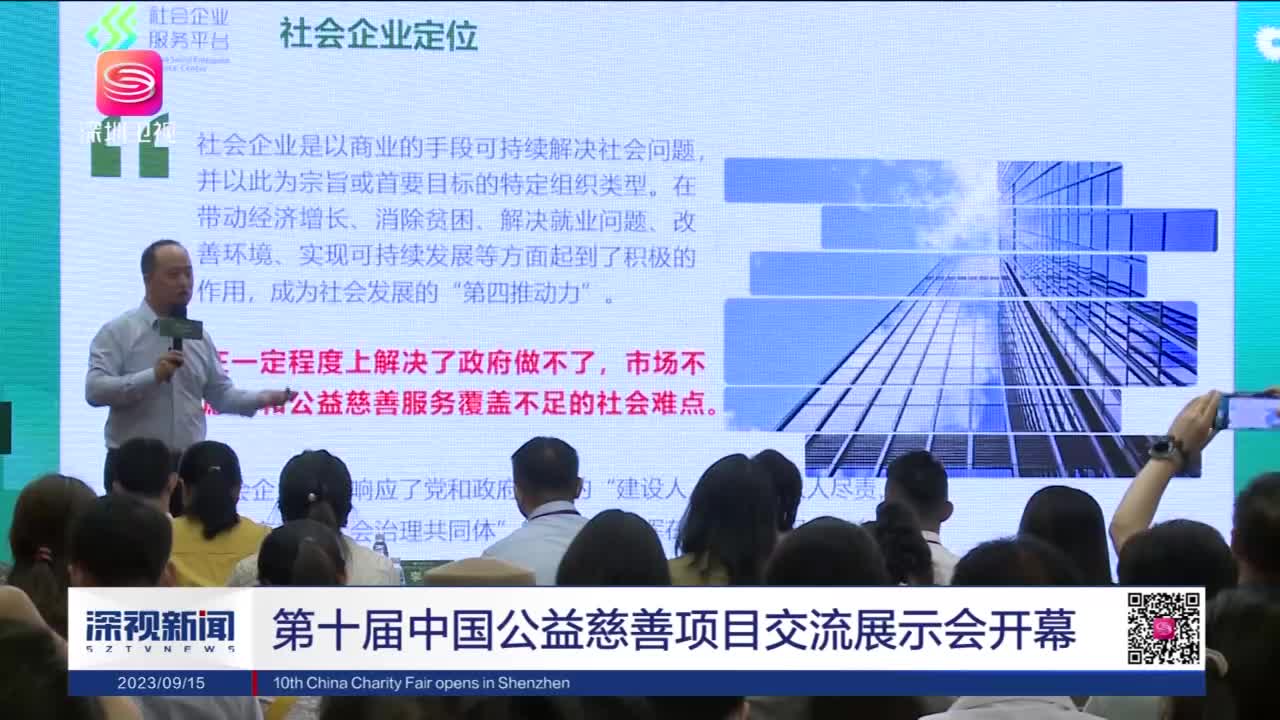 社会企业
服务平台
社会企业定位
深圳卫视
社会企业是以商业的手段可持续解决社会问题，
并以此为宗旨或首要目标的特定组织类型。在
带动经济增长、消除贫困、解决就业问题、改
善环境、实现可持续发展等方面起到了积极的
作用，成为社会发展的“第四推动力”。
一定程度上解决了政府做不了，市场不
公益慈善服务覆盖不足的社会难点。
响应了党和政府 的“建设人 人人尽责、
会治理共同体”
深视新闻
SZTVNEWS
第十届中国公益慈善项目交流展示会开幕
2023/09/15
10th China Charity Fair opens in Shenzhen